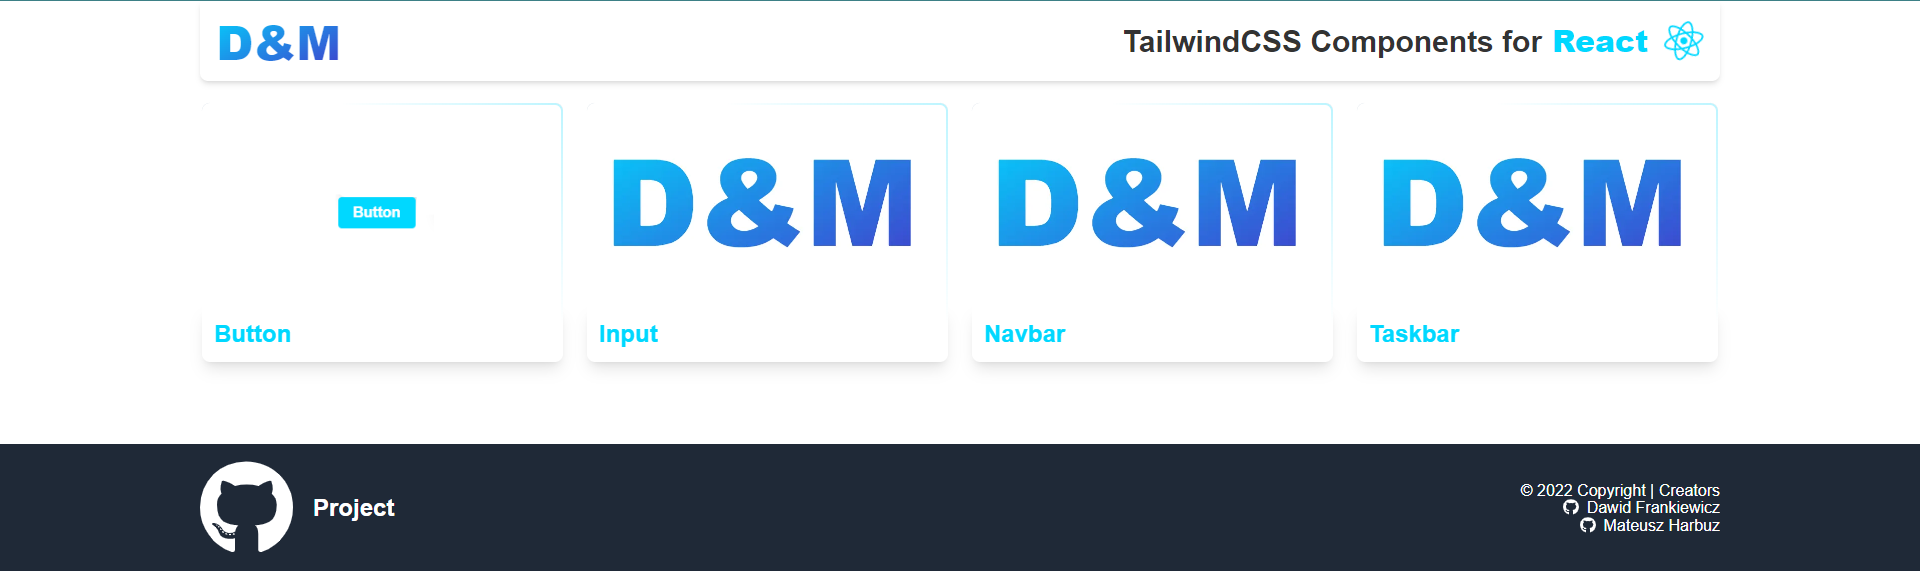 D&M
TailwindCSS Components for React
Button
D&M
D&M
D&M
Button
Input
Navbar
Taskbar
Project
© 2022 Copyright | Creators
Dawid Frankiewicz
Mateusz Harbuz